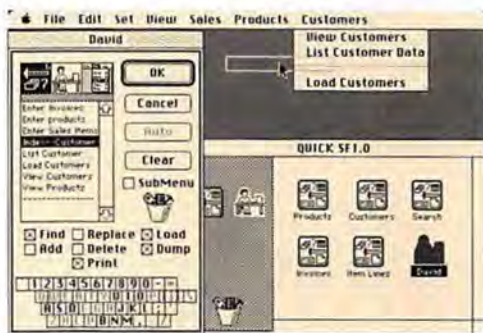 File Edit Set View Sales Products Customers
David
View Customers
List Customer Data
Load Customers
OK
Cancel
Auto
Clear
SubMenu
Enter Invoices
Enter products
Enter Sales Items
Customer
List Customer
Load Customers
View Customers
View Products
Find Replace Load
Add Delete Dump
Print
1 2 3 4 5 6 7 8 9 0 - =
QUICK SF1.0
Products Customers Search
Invoices Item Lines David